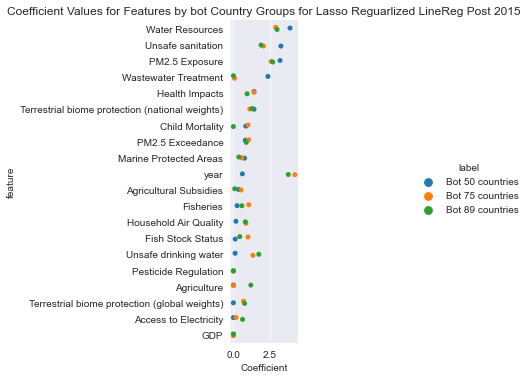 Coefficient Values for Features by bot Country Groups for Lasso Reguarlized LineReg Post 2015
Water Resources
Unsafe sanitation
PM2.5 Exposure
Wastewater Treatment
Health Impacts
Terrestrial biome protection (national weights)
Child Mortality
PM2.5 Exceedance
Marine Protected Areas
year
Agricultural Subsidies
Fisheries
Household Air Quality
Fish Stock Status
Unsafe drinking water
Pesticide Regulation
Agriculture
Terrestrial biome protection (global weights)
Access to Electricity
GDP
feature
0.0 2.5
Coefficient
label
Bot 50 countries
Bot 75 countries
Bot 89 countries